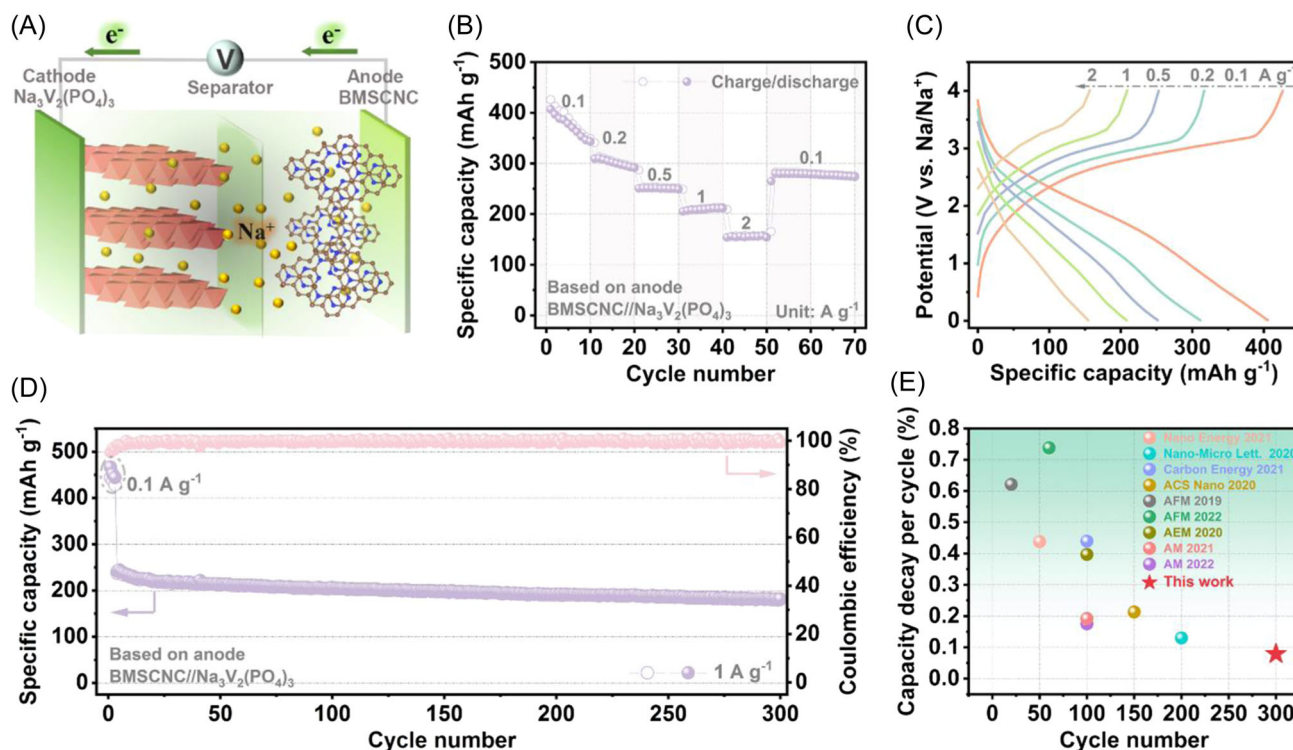 (A)
e⁻
e⁻
V
Cathode
Na₃V₂(PO₄)₃
Separator
Anode
BMSCNC
Na⁺
(B)
Specific capacity (mAh g⁻¹)
500
400
300
200
100
0
Charge/discharge
0.1
0.2
0.5
1
2
0.1
Based on anode
BMSCNC//Na₃V₂(PO₄)₃
Unit: A g⁻¹
0 10 20 30 40 50 60 70
Cycle number
(C)
Potential (V vs. Na/Na⁺)
4
3
2
1
0
2 1 0.5 0.2 0.1 A g⁻¹
0 100 200 300 400
Specific capacity (mAh g⁻¹)
(D)
Specific capacity (mAh g⁻¹)
500
400
300
200
100
0
0.1 A g⁻¹
Based on anode
BMSCNC//Na₃V₂(PO₄)₃
1 A g⁻¹
100
80
60
40
20
0
Coulombic efficiency (%)
0 50 100 150 200 250 300
Cycle number
(E)
Capacity decay per cycle (%)
0.8
0.7
0.6
0.5
0.4
0.3
0.2
0.1
0.0
Nano Energy 2021
Nano-Micro Lett. 2020
Carbon Energy 2021
ACS Nano 2020
AFM 2019
AFM 2022
AEM 2020
AM 2021
AM 2022
This work
0 50 100 150 200 250 300
Cycle number